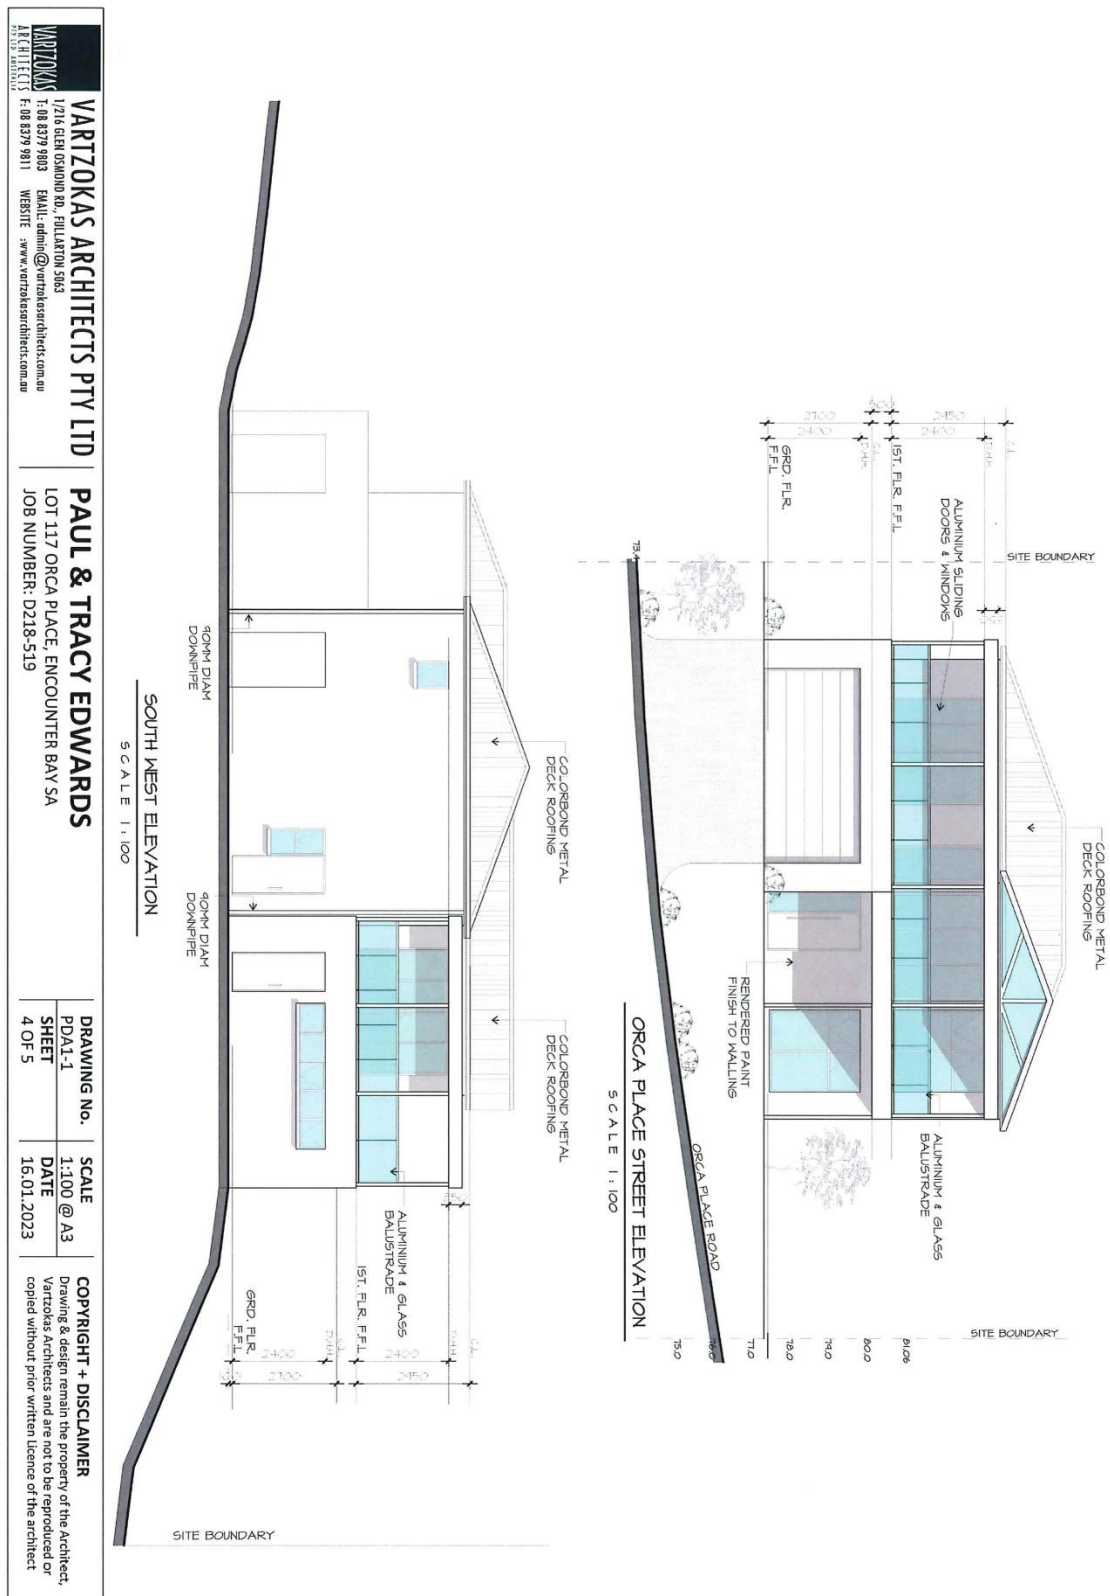 SITE BOUNDARY
SITE BOUNDARY
COLORBOND METAL
DECK ROOFING
ALUMINIUM SLIDING
DOORS & WINDOWS
ALUMINIUM & GLASS
BALUSTRADE
2450
2400
1ST. FLR. F.F.L
2700
2400
GRD. FLR.
F.F.L
RENDERED PAINT
FINISH TO WALLING
81.06
80.0
79.0
78.0
77.0
76.0
75.0
ORCA PLACE ROAD
ORCA PLACE STREET ELEVATION
SCALE 1:100
COLORBOND METAL
DECK ROOFING
COLORBOND METAL
DECK ROOFING
ALUMINIUM & GLASS
BALUSTRADE
1ST. FLR. F.F.L
2400
2450
GRD. FLR.
F.F.L
2400
2700
90MM DIAM
DOWNPIPE
90MM DIAM
DOWNPIPE
SITE BOUNDARY
SOUTH WEST ELEVATION
SCALE 1:100
VARTZOKAS
ARCHITECTS
PTY LTD AUSTRALIA
VARTZOKAS ARCHITECTS PTY LTD
1/216 GLEN OSMOND RD., FULLARTON 5063
T: 08 8379 9803 EMAIL: admin@vartzokasarchitects.com.au
F: 08 8379 9811 WEBSITE :www.vartzokasarchitects.com.au
PAUL & TRACY EDWARDS
LOT 117 ORCA PLACE, ENCOUNTER BAY SA
JOB NUMBER: D218-519
DRAWING No.
PDA1-1
SHEET
4 OF 5
SCALE
1:100 @ A3
DATE
16.01.2023
COPYRIGHT + DISCLAIMER
Drawing & design remain the property of the Architect,
Vartzokas Architects and are not to be reproduced or
copied without prior written Licence of the architect